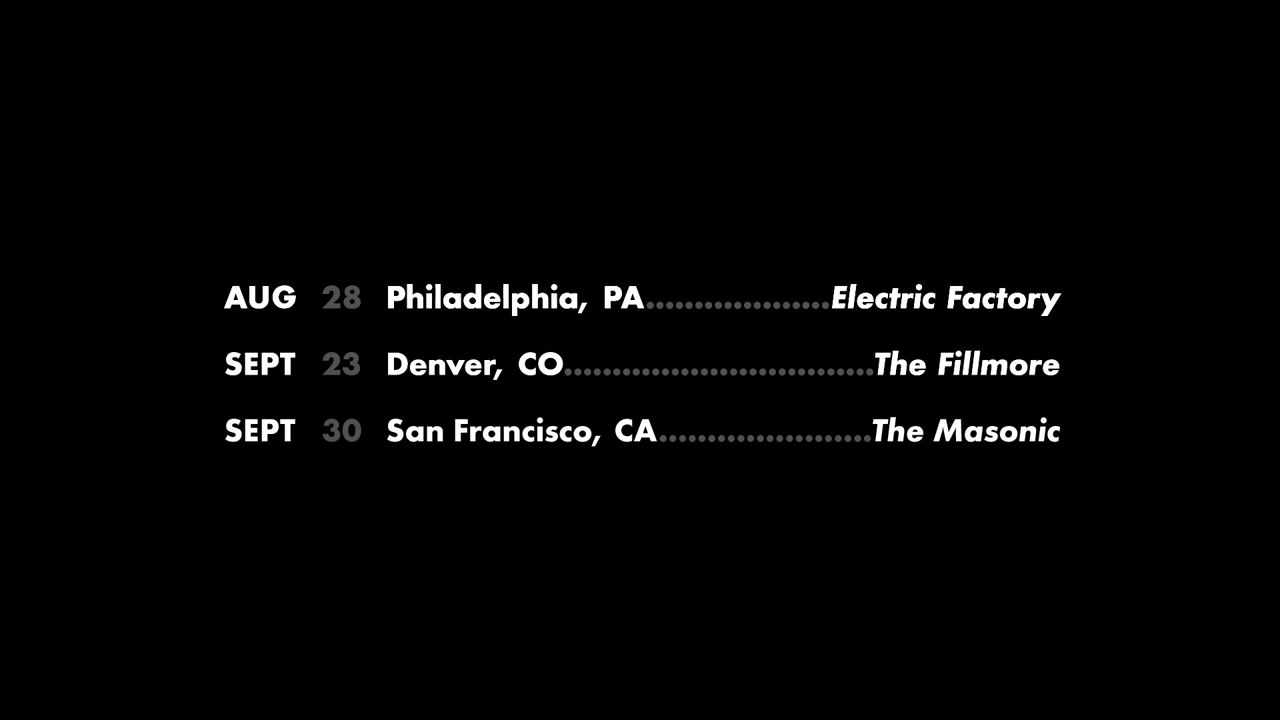 AUG 28 Philadelphia, PA...................Electric Factory
SEPT 23 Denver, CO................................The Fillmore
SEPT 30 San Francisco, CA......................The Masonic